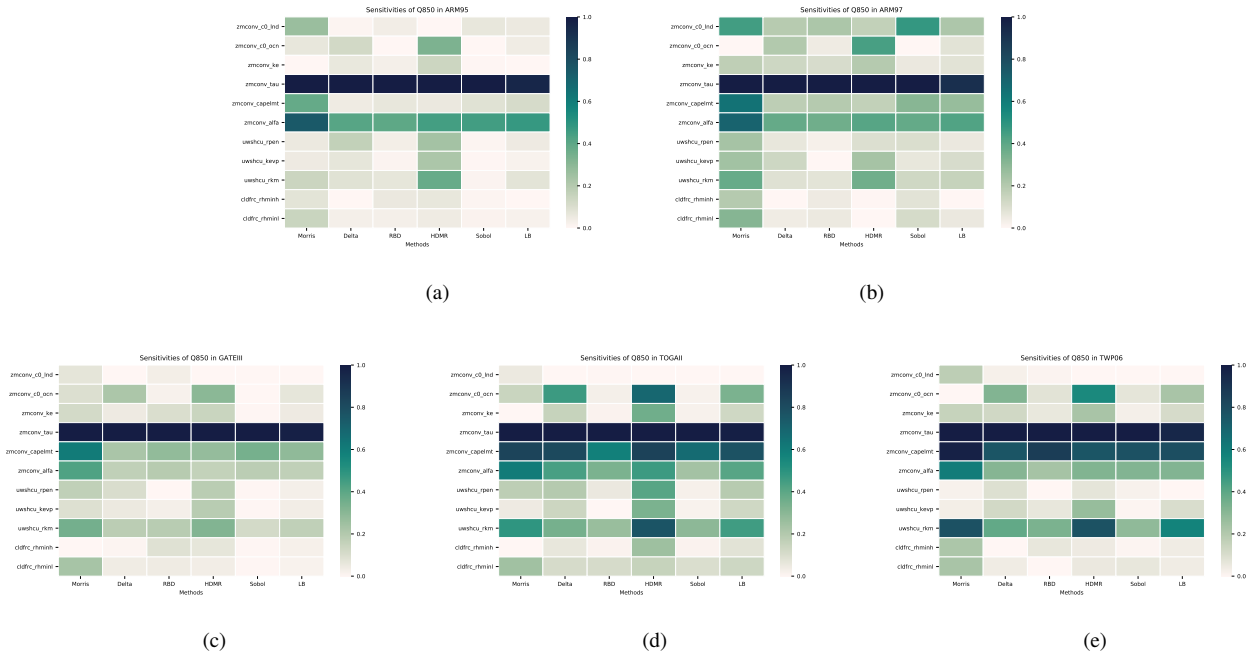 Sensitivities of Q850 in ARM95
zmconv_c0_lnd
zmconv_c0_ocn
zmconv_ke
zmconv_tau
zmconv_capelmt
zmconv_alfa
uwshcu_rpen
uwshcu_kevp
uwshcu_rkm
cldfrc_rhminh
cldfrc_rhminl
Morris Delta RBD HDMR Sobol LB
Methods
1.0
0.8
0.6
0.4
0.2
0.0
(a)
Sensitivities of Q850 in ARM97
zmconv_c0_lnd
zmconv_c0_ocn
zmconv_ke
zmconv_tau
zmconv_capelmt
zmconv_alfa
uwshcu_rpen
uwshcu_kevp
uwshcu_rkm
cldfrc_rhminh
cldfrc_rhminl
Morris Delta RBD HDMR Sobol LB
Methods
1.0
0.8
0.6
0.4
0.2
0.0
(b)
Sensitivities of Q850 in GATEIII
zmconv_c0_lnd
zmconv_c0_ocn
zmconv_ke
zmconv_tau
zmconv_capelmt
zmconv_alfa
uwshcu_rpen
uwshcu_kevp
uwshcu_rkm
cldfrc_rhminh
cldfrc_rhminl
Morris Delta RBD HDMR Sobol LB
Methods
1.0
0.8
0.6
0.4
0.2
0.0
(c)
Sensitivities of Q850 in TOGAII
zmconv_c0_lnd
zmconv_c0_ocn
zmconv_ke
zmconv_tau
zmconv_capelmt
zmconv_alfa
uwshcu_rpen
uwshcu_kevp
uwshcu_rkm
cldfrc_rhminh
cldfrc_rhminl
Morris Delta RBD HDMR Sobol LB
Methods
1.0
0.8
0.6
0.4
0.2
0.0
(d)
Sensitivities of Q850 in TWP06
zmconv_c0_lnd
zmconv_c0_ocn
zmconv_ke
zmconv_tau
zmconv_capelmt
zmconv_alfa
uwshcu_rpen
uwshcu_kevp
uwshcu_rkm
cldfrc_rhminh
cldfrc_rhminl
Morris Delta RBD HDMR Sobol LB
Methods
1.0
0.8
0.6
0.4
0.2
0.0
(e)